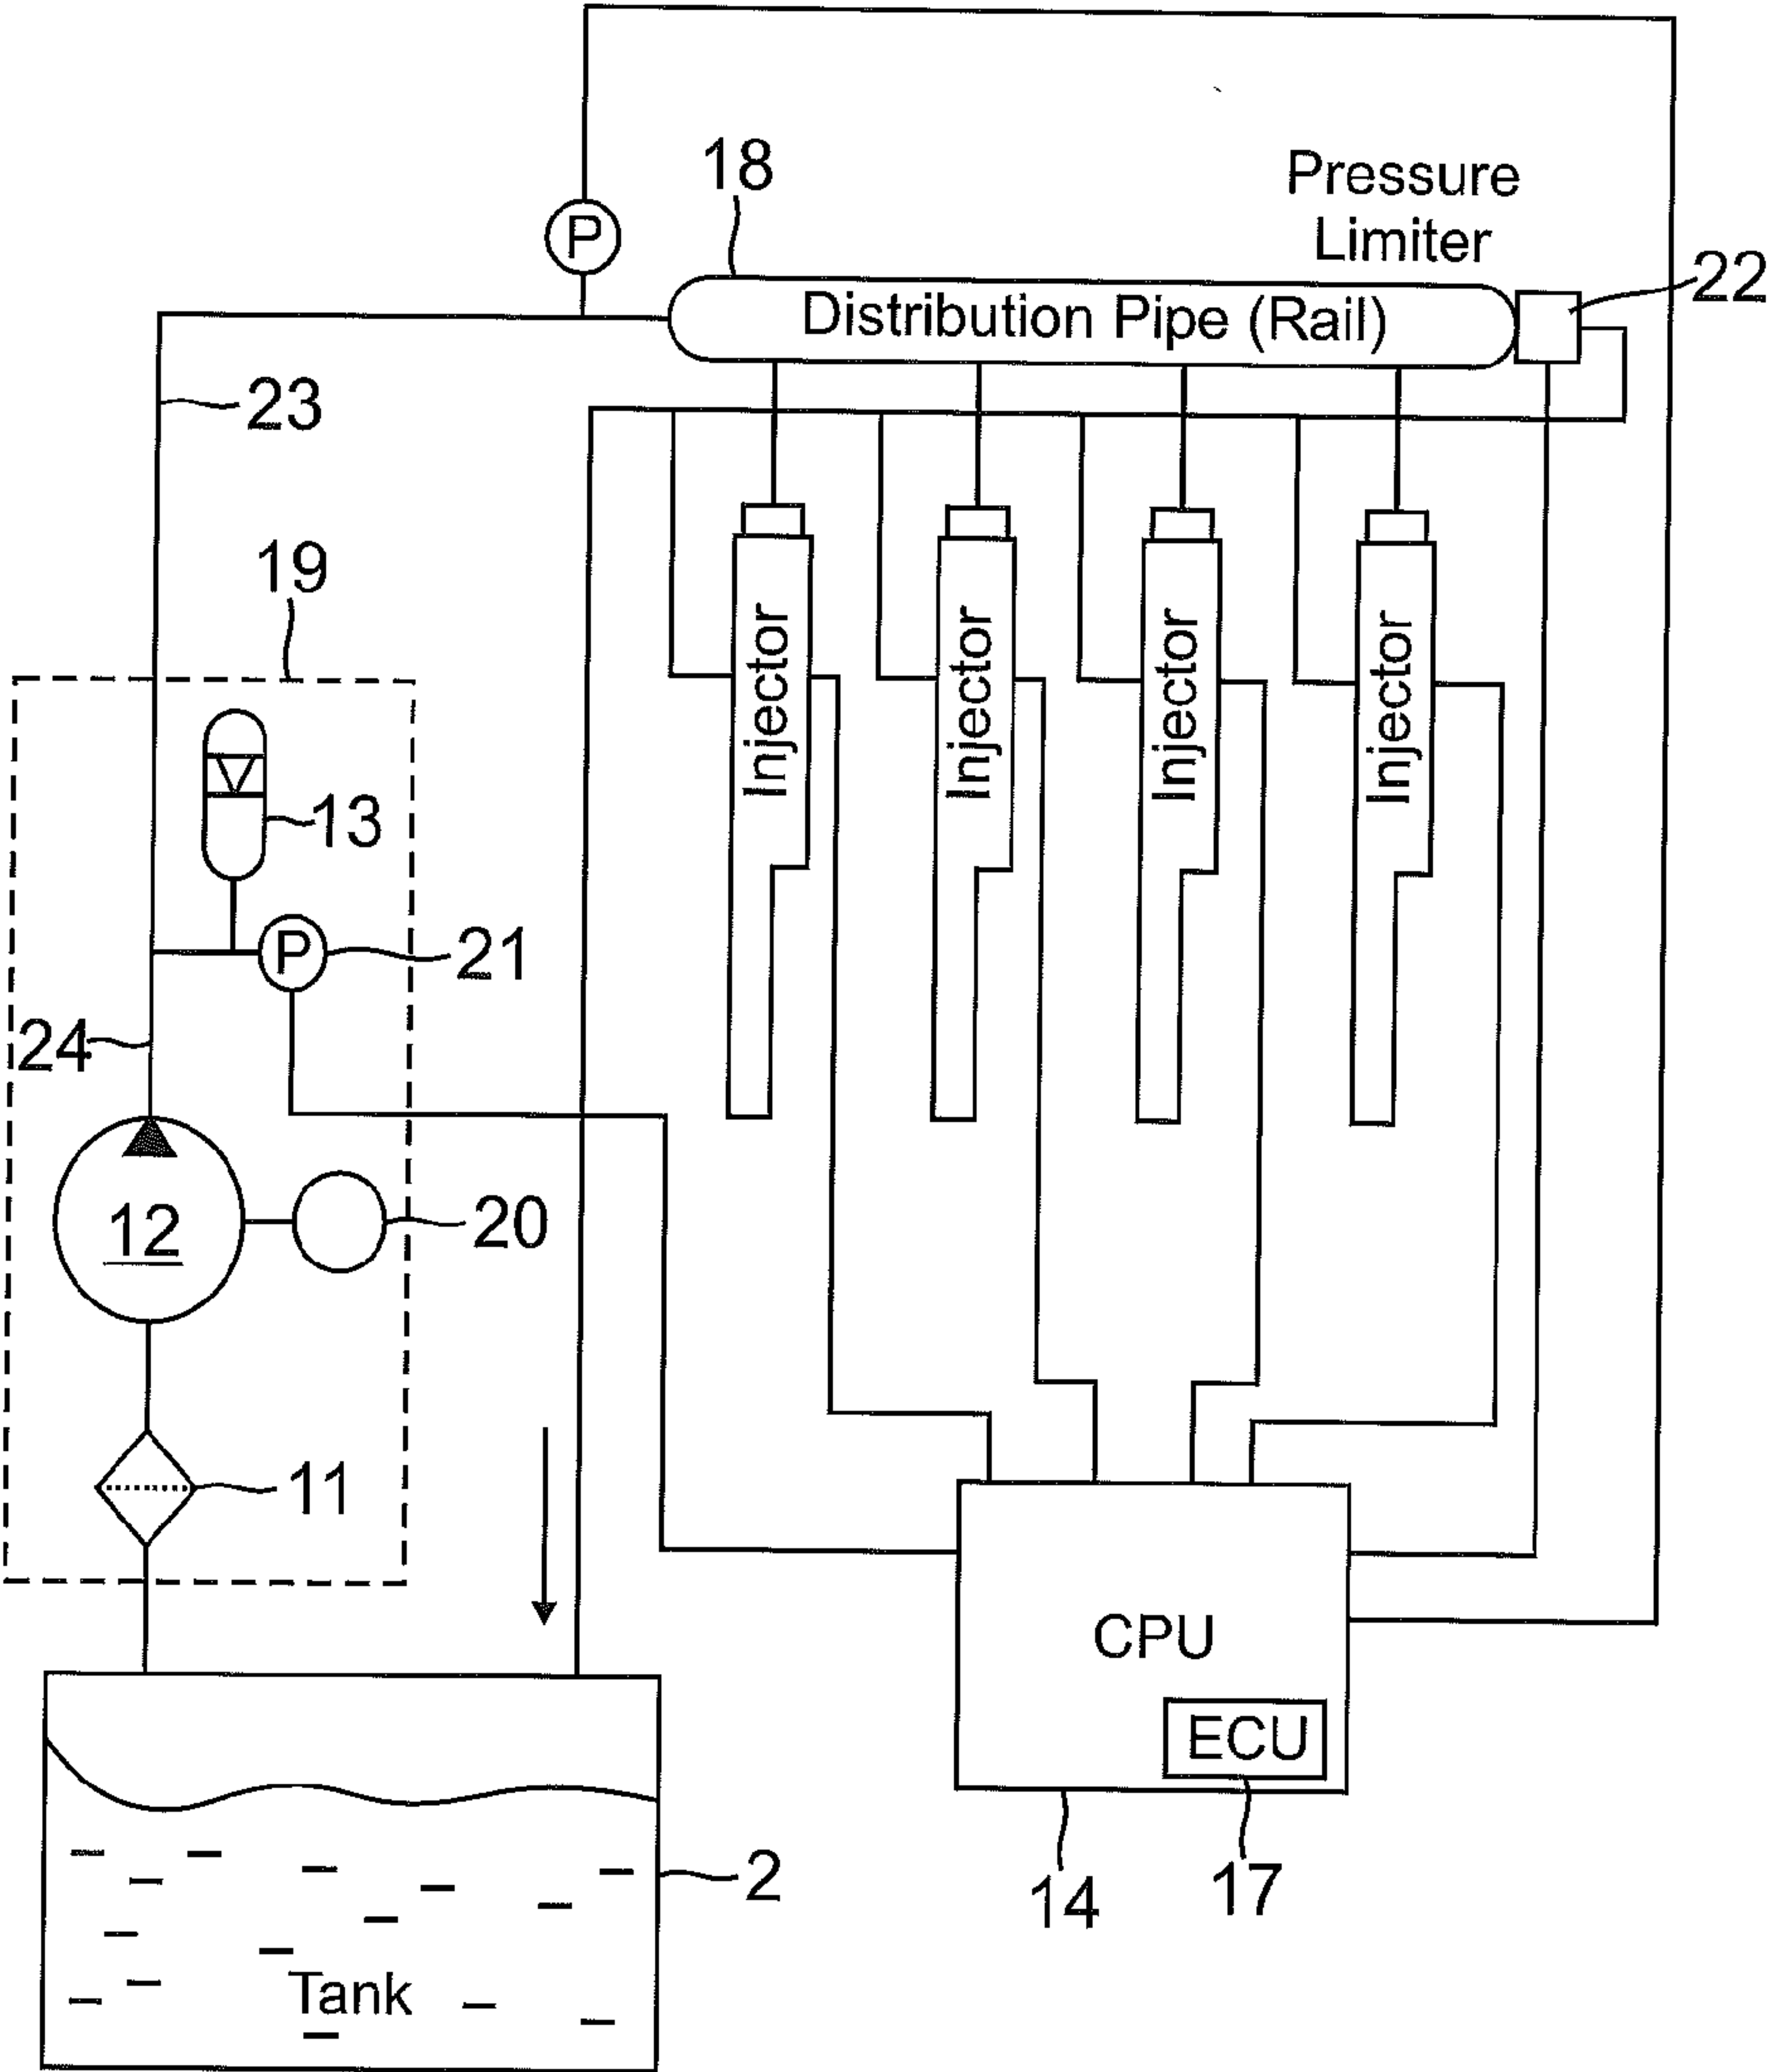 18
Pressure
Limiter
P
22
Distribution Pipe (Rail)
23
19
Injector
Injector
Injector
Injector
13
P
21
24
12
20
11
CPU
ECU
2
14
17
Tank